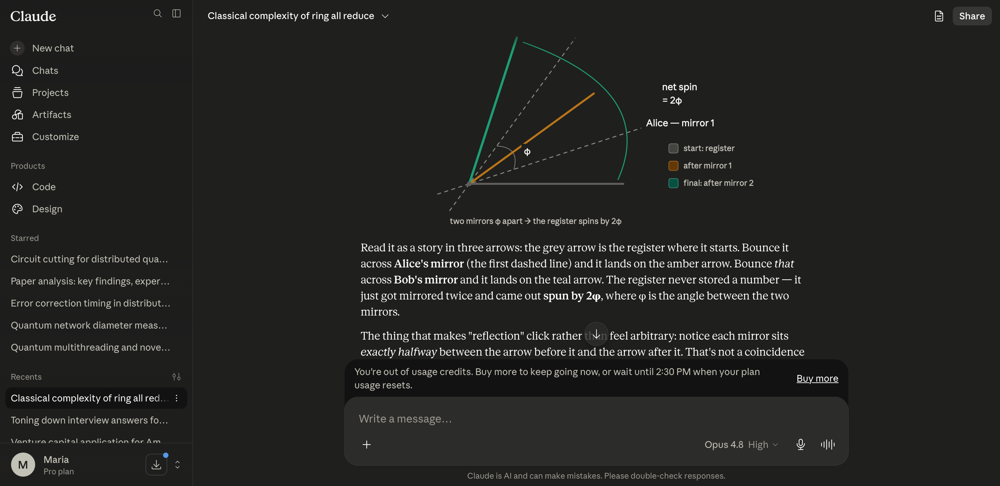 Claude
New chat
Chats
Projects
Artifacts
Customize
Products
Code
Design
Starred
Circuit cutting for distributed qua...
Paper analysis: key findings, exper...
Error correction timing in distribut...
Quantum network diameter meas...
Quantum multithreading and nove...
Recents
Classical complexity of ring all red...
Toning down interview answers fo...
Venture capital application for Am
M
Maria
Pro plan
Classical complexity of ring all reduce
Share
net spin
= 2φ
Alice — mirror 1
φ
start: register
after mirror 1
final: after mirror 2
two mirrors φ apart → the register spins by 2φ
Read it as a story in three arrows: the grey arrow is the register where it starts. Bounce it
across Alice's mirror (the first dashed line) and it lands on the amber arrow. Bounce that
across Bob's mirror and it lands on the teal arrow. The register never stored a number — it
just got mirrored twice and came out spun by 2φ, where φ is the angle between the two
mirrors.
The thing that makes "reflection" click rather than feel arbitrary: notice each mirror sits
exactly halfway between the arrow before it and the arrow after it. That's not a coincidence
You're out of usage credits. Buy more to keep going now, or wait until 2:30 PM when your plan
usage resets.
Buy more
Write a message...
Opus 4.8 High
Claude is AI and can make mistakes. Please double-check responses.